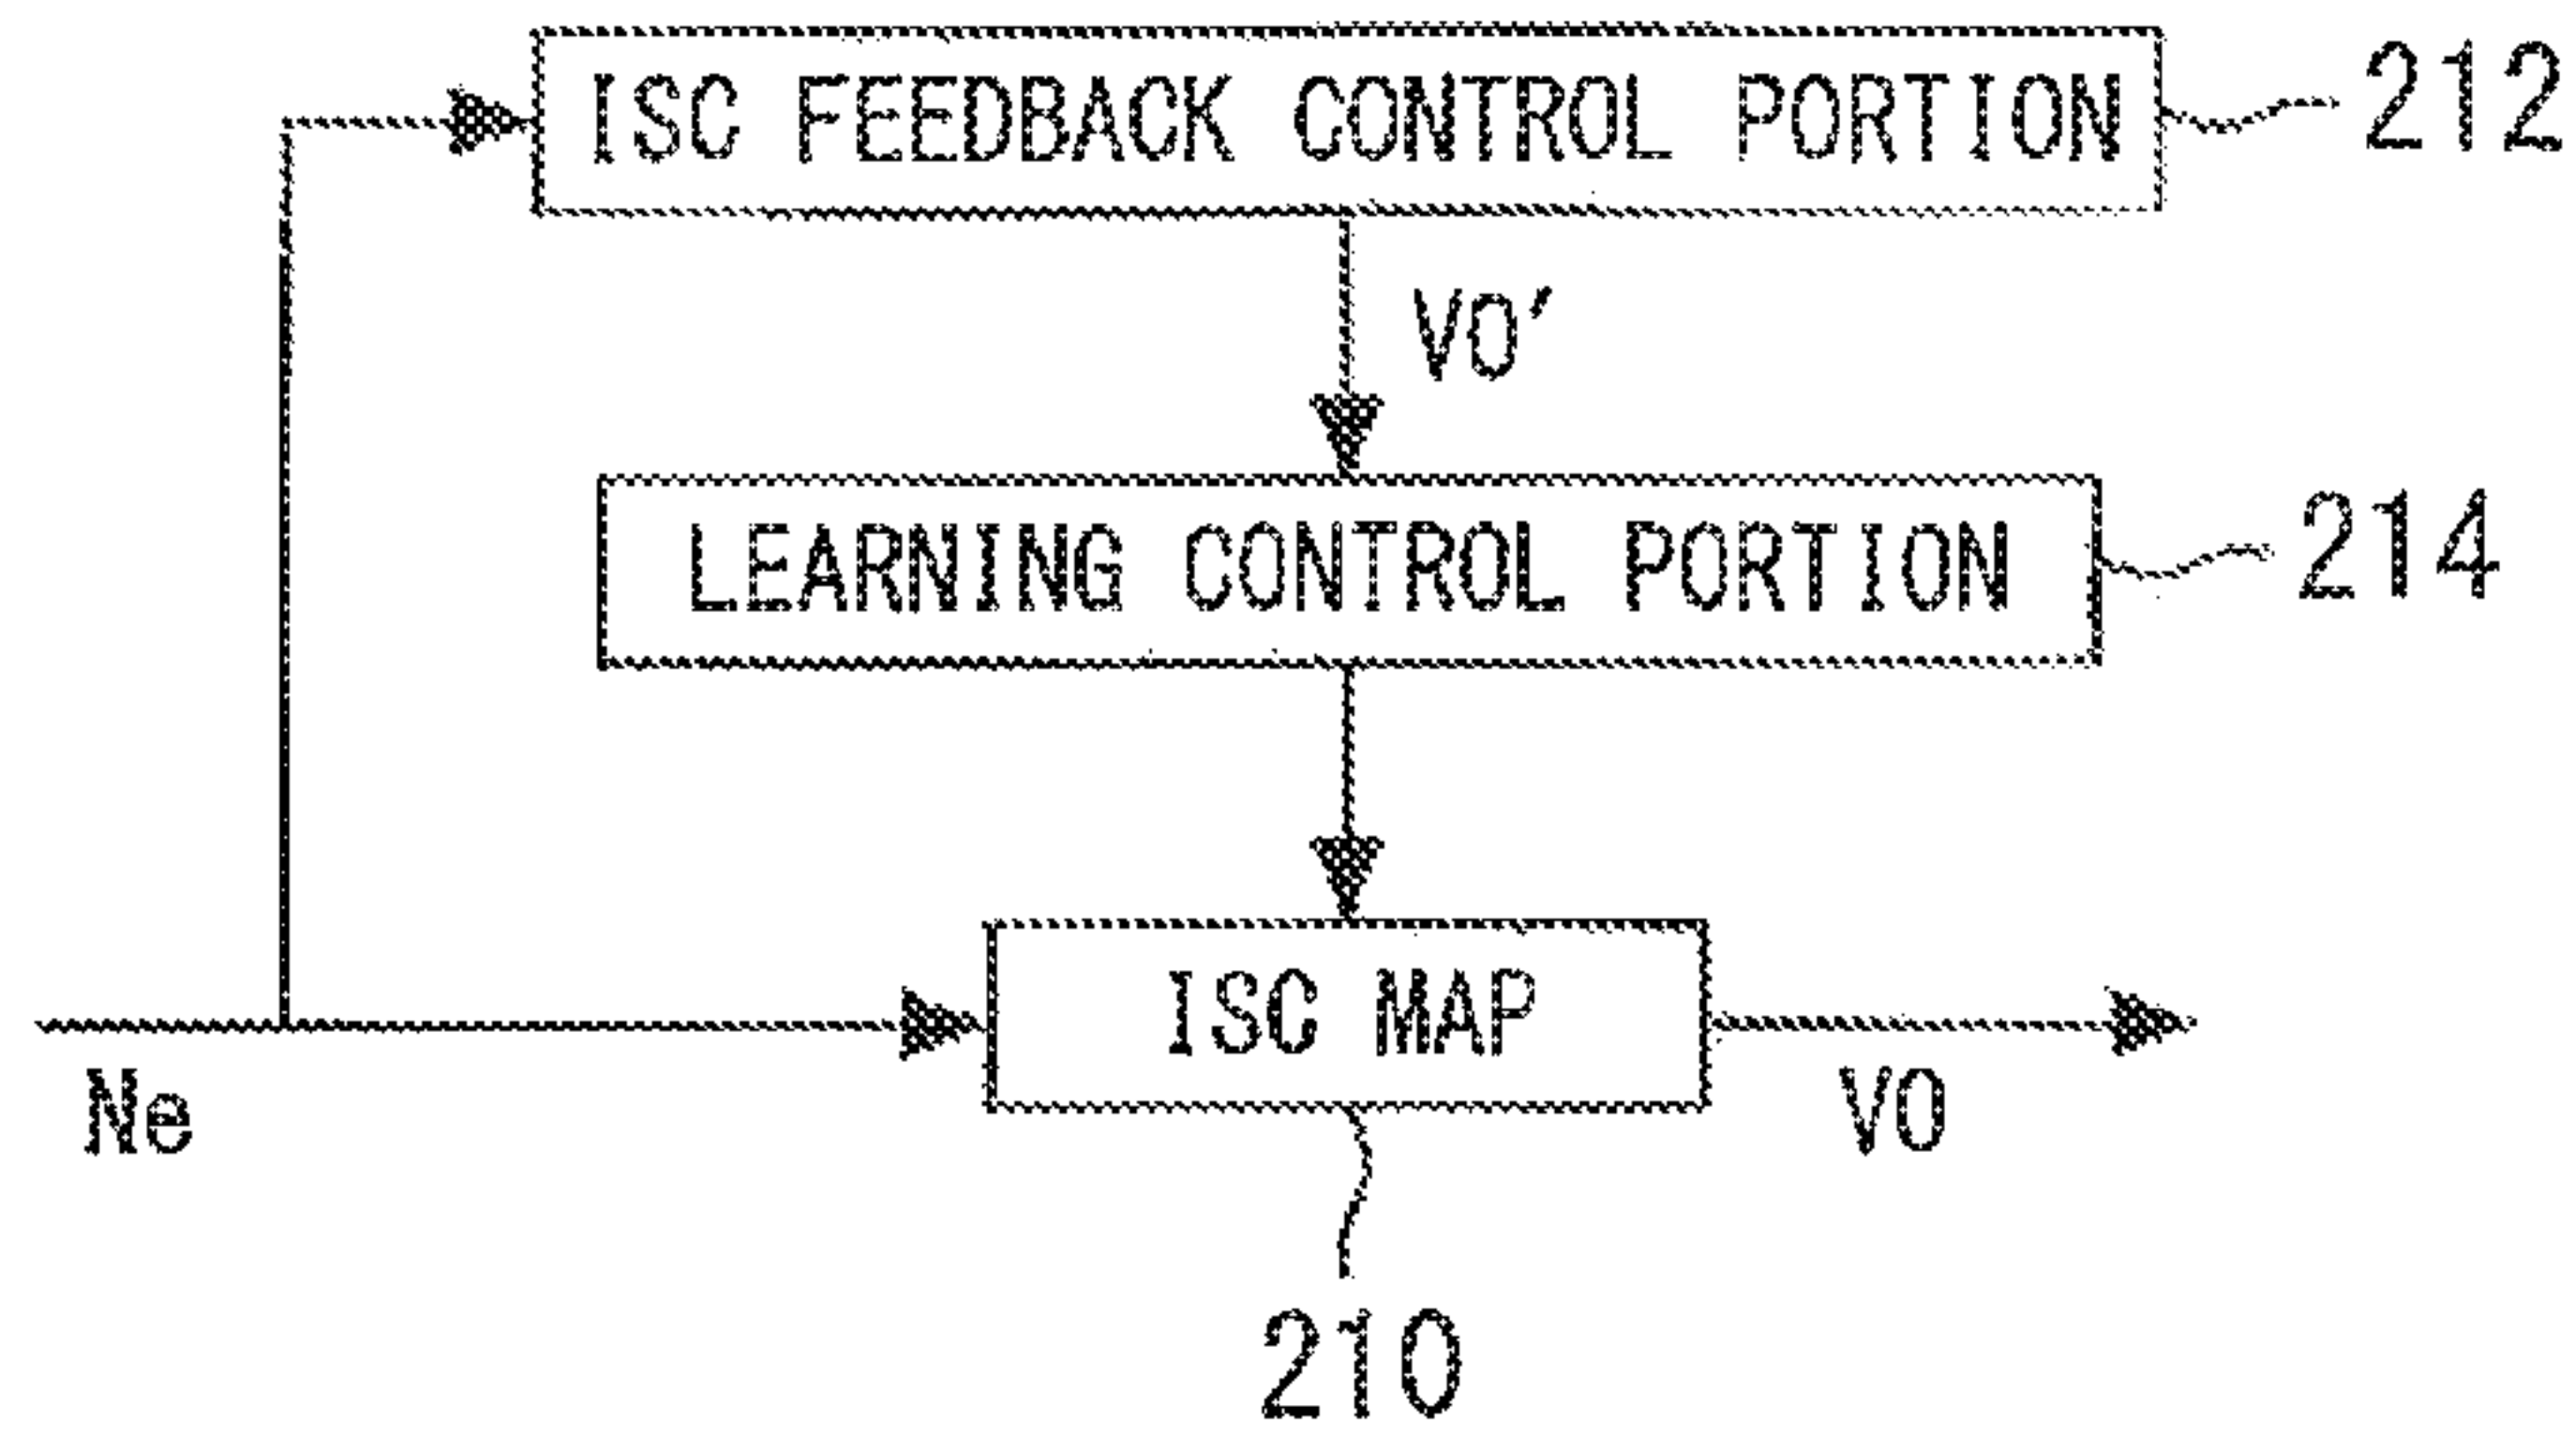 ISC FEEDBACK CONTROL PORTION
212
VO'
LEARNING CONTROL PORTION
214
ISC MAP
Ne
VO
210